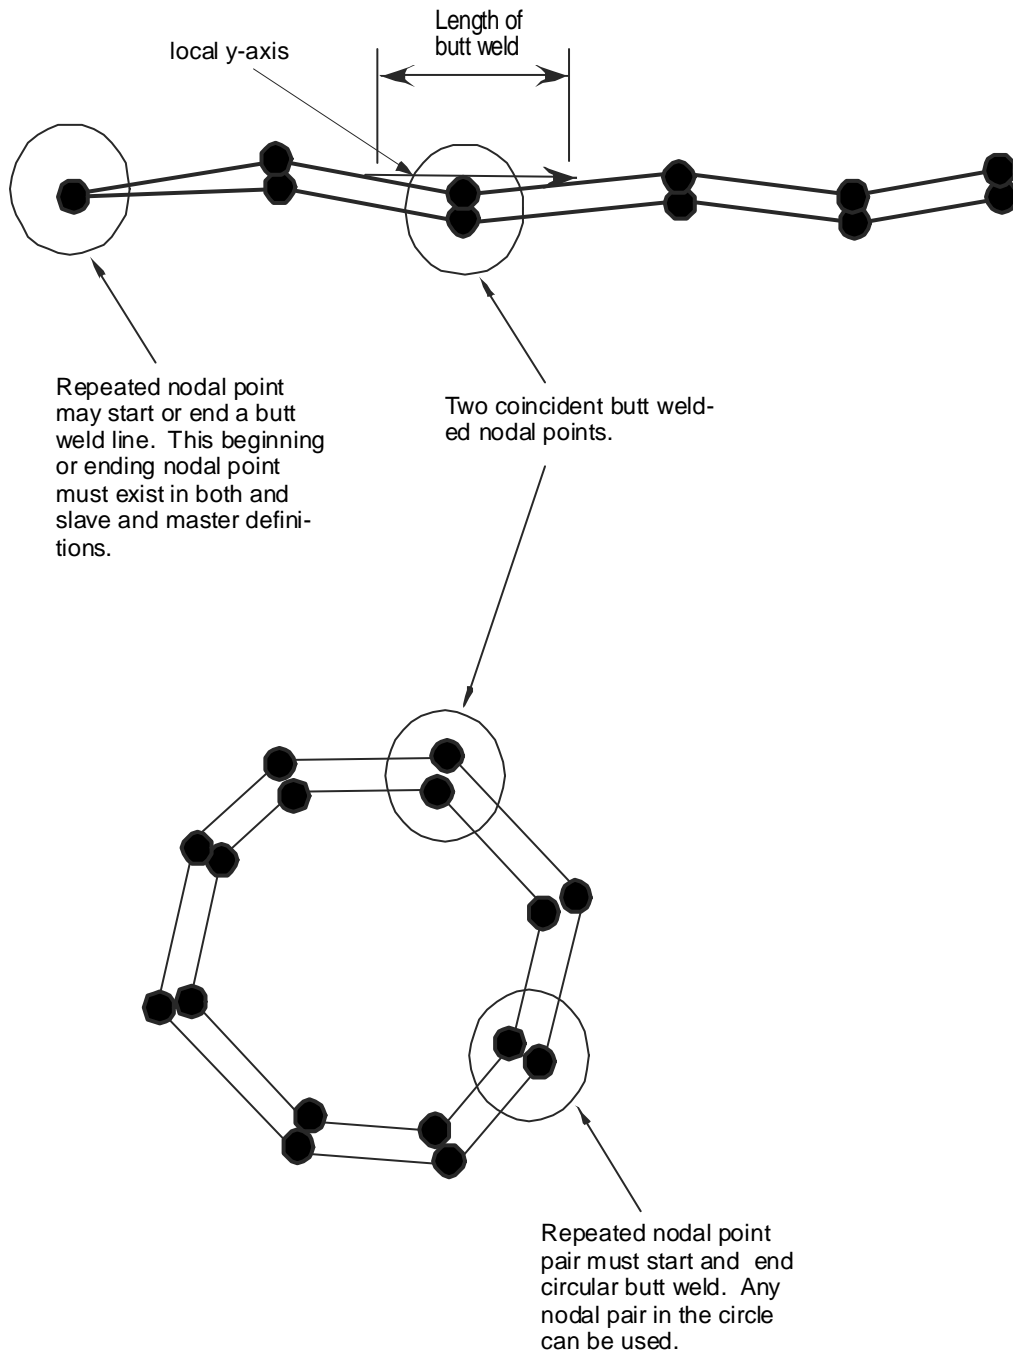 Length of
butt weld
local y-axis
Repeated nodal point
may start or end a butt
weld line.  This beginning
or ending nodal point
must exist in both and
slave and master defini-
tions.
Two coincident butt weld-
ed nodal points.
Repeated nodal point
pair must start and  end
circular butt weld.  Any
nodal pair in the circle
can be used.